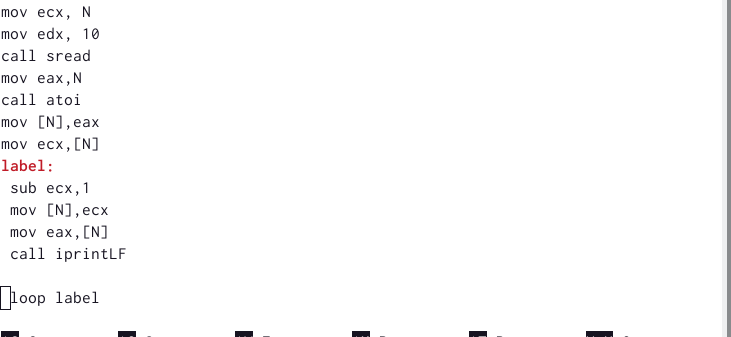 mov ecx, N
mov edx, 10
call sread
mov eax,N
call atoi
mov [N],eax
mov ecx,[N]
label:
 sub ecx,1
 mov [N],ecx
 mov eax,[N]
 call iprintLF

 loop label